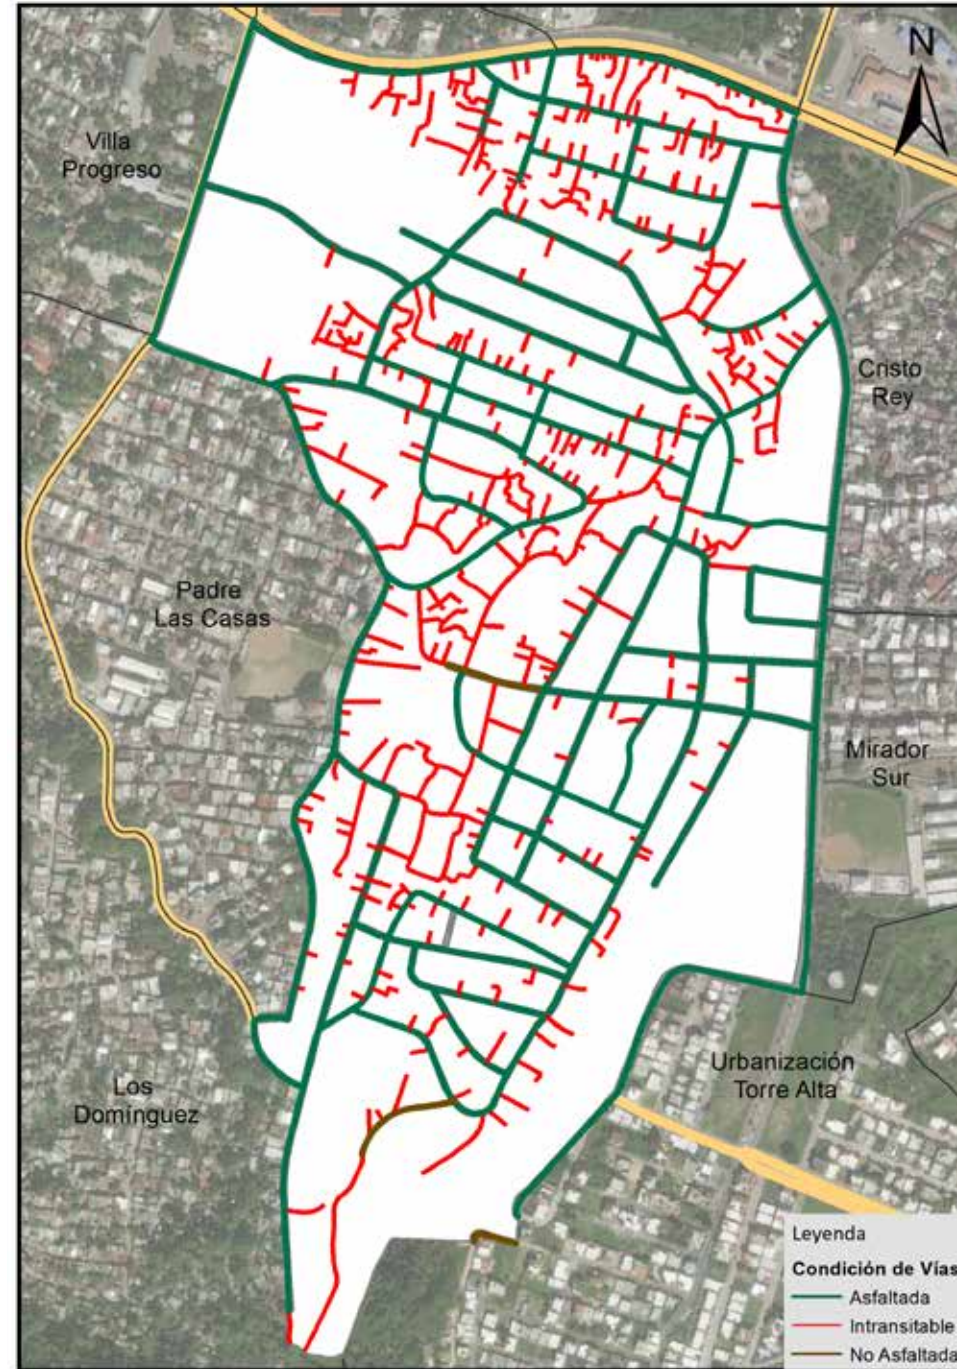 N
Villa
Progreso
Cristo
Rey
Padre
Las Casas
Mirador
Sur
Urbanización
Torre Alta
Los
Domínguez
Leyenda
Condición de Vías
Asfaltada
Intransitable
No Asfaltada